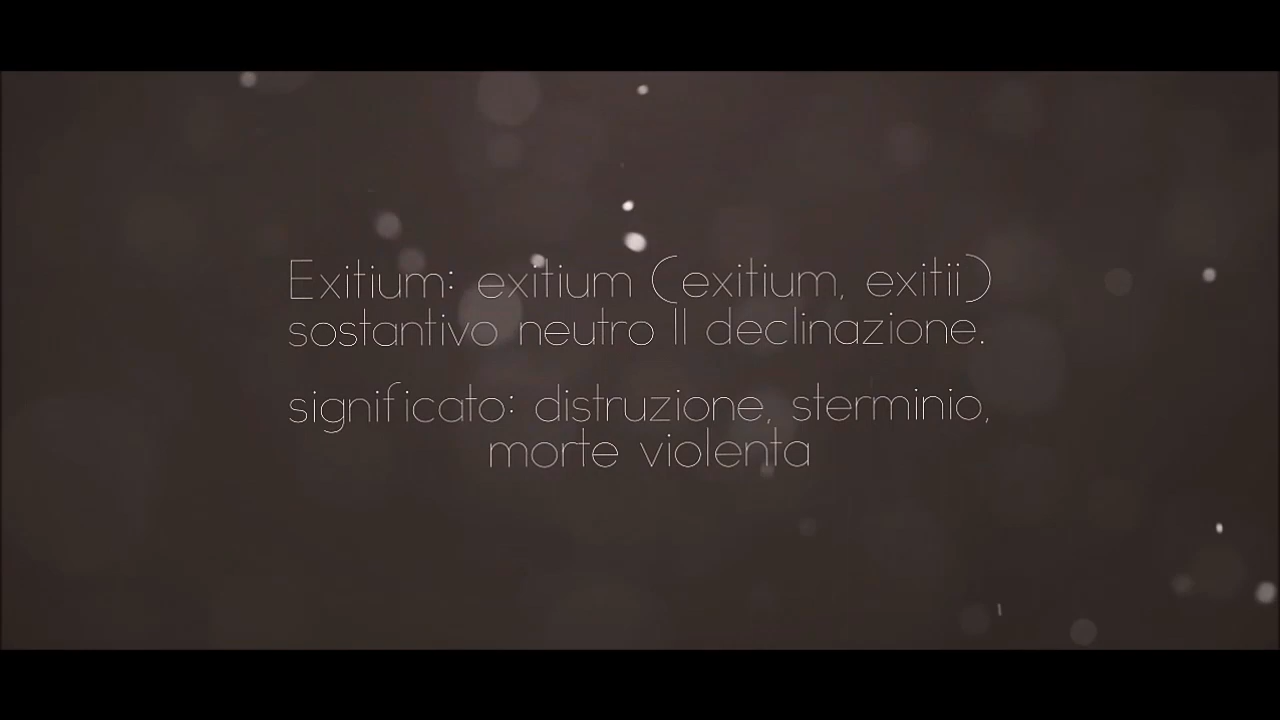 Exitium: exitium (exitium, exitii)
sostantivo neutro II declinazione.
significato: distruzione, sterminio,
morte violenta